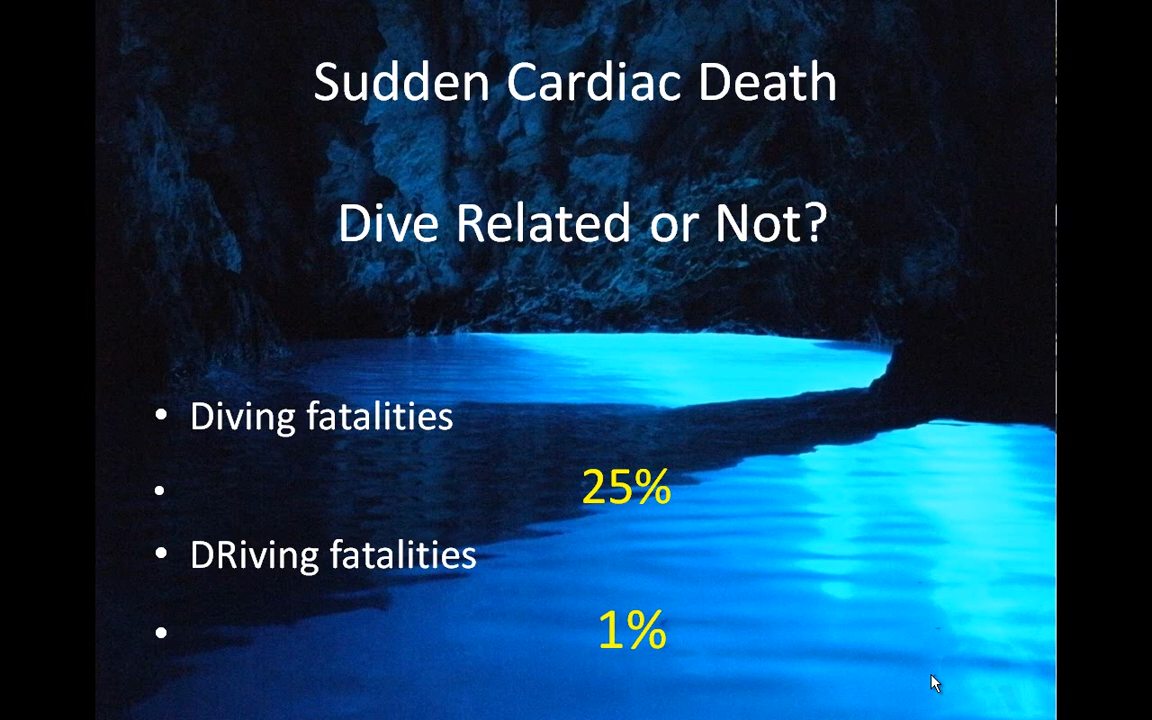 Sudden Cardiac Death
Dive Related or Not?
• Diving fatalities
• 25%
• DRiving fatalities
• 1%